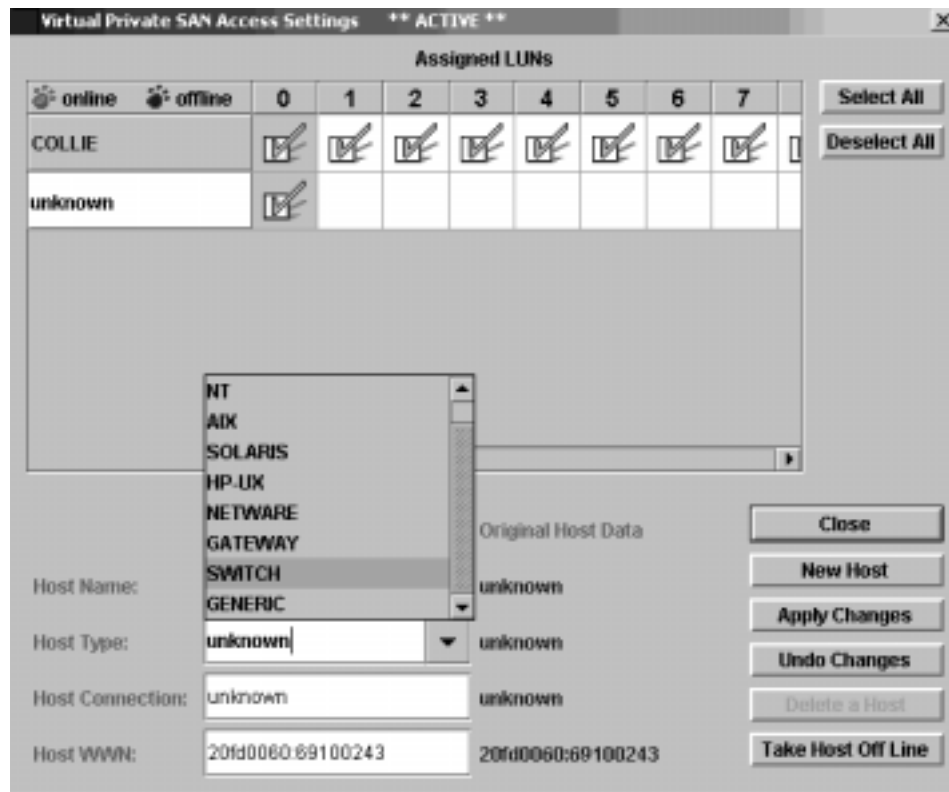 Virtual Private SAN Access Settings ** ACTIVE **
Assigned LUNs
online offline 0 1 2 3 4 5 6 7
Select All
COLLIE
Deselect All
unknown
NT
AIX
SOLARIS
HP-UX
NETWARE
GATEWAY
SWITCH
GENERIC
Original Host Data
Host Name: unknown
Host Type: unknown unknown
Host Connection: unknown unknown
Host WWN: 20fd0060:69100243 20fd0060:69100243
Close
New Host
Apply Changes
Undo Changes
Delete a Host
Take Host Off Line